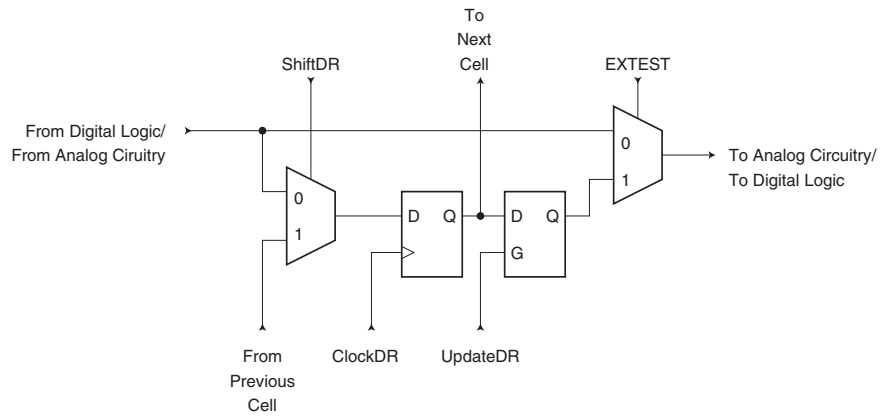 To
Next
Cell
ShiftDR
EXTEST
From Digital Logic/
From Analog Ciruitry
0
1
To Analog Circuitry/
To Digital Logic
0
1
D Q
D Q
G
From
Previous
Cell
ClockDR
UpdateDR